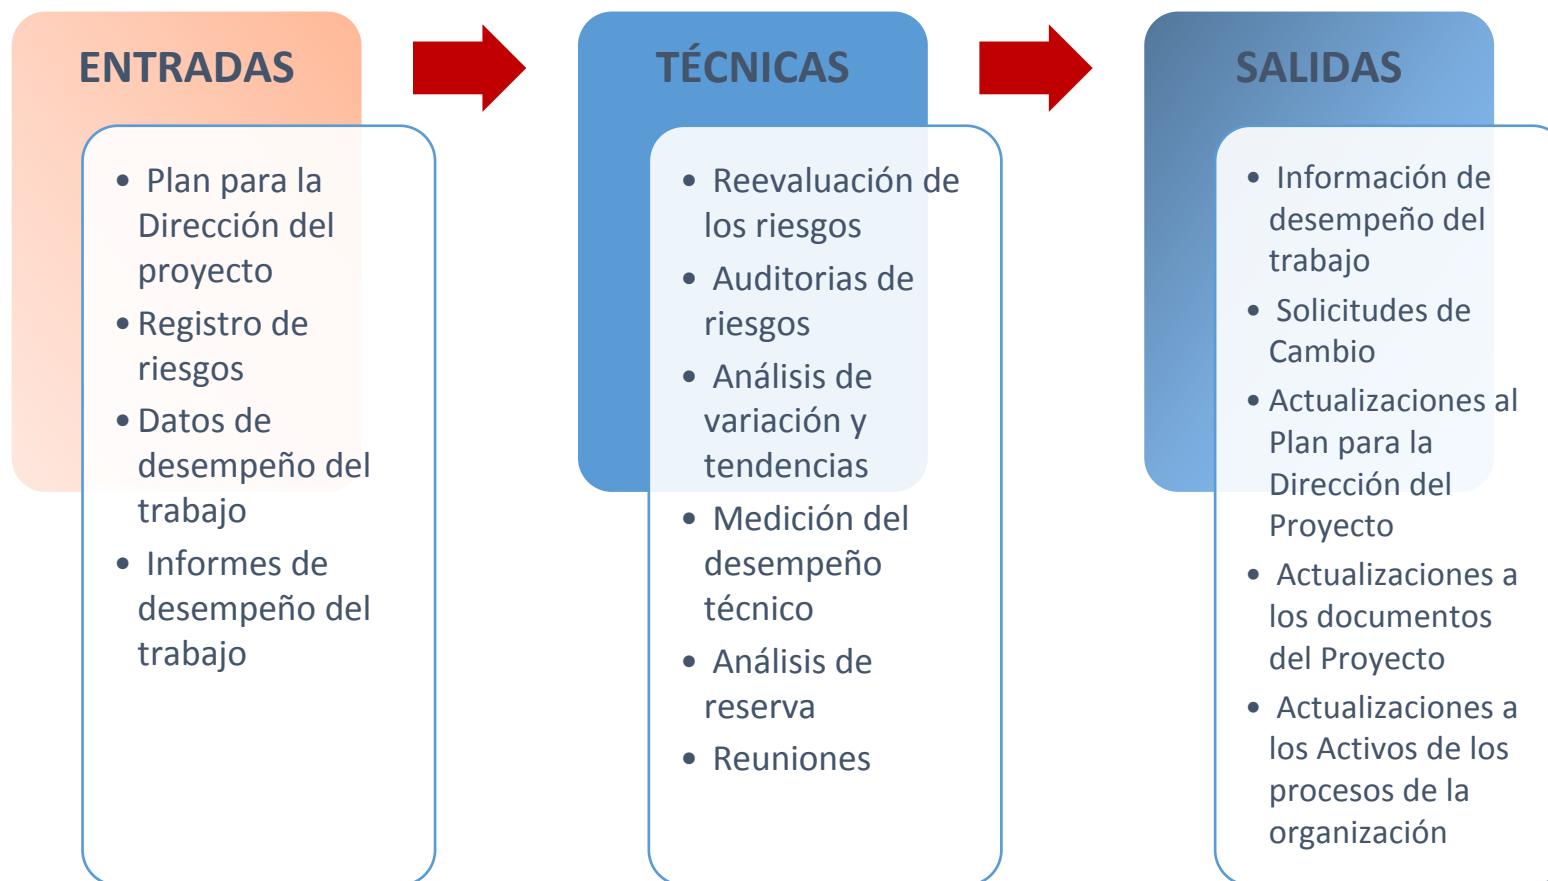 ENTRADAS
• Plan para la
Dirección del
proyecto
• Registro de
riesgos
• Datos de
desempeño del
trabajo
• Informes de
desempeño del
trabajo
TÉCNICAS
• Reevaluación de
los riesgos
• Auditorias de
riesgos
• Análisis de
variación y
tendencias
• Medición del
desempeño
técnico
• Análisis de
reserva
• Reuniones
SALIDAS
• Información de
desempeño del
trabajo
• Solicitudes de
Cambio
• Actualizaciones al
Plan para la
Dirección del
Proyecto
• Actualizaciones a
los documentos
del Proyecto
• Actualizaciones a
los Activos de los
procesos de la
organización